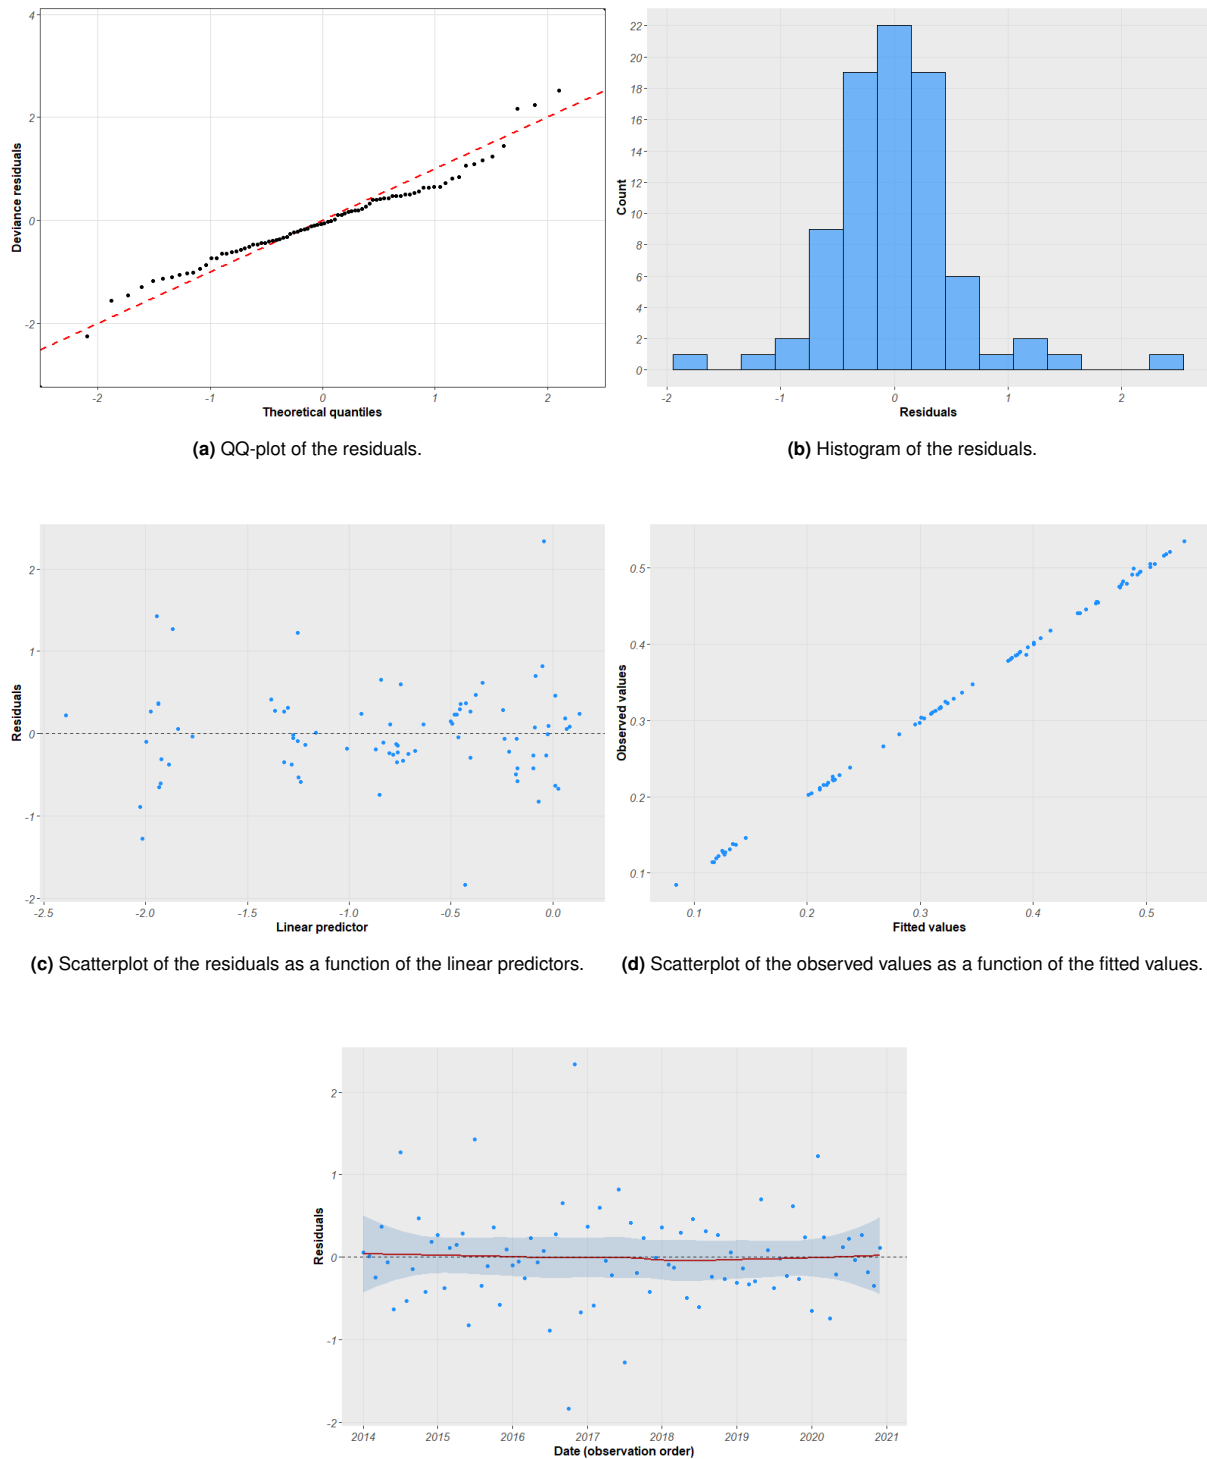 4
2
0
-2
Deviance residuals
-2 -1 0 1 2
Theoretical quantiles
(a) QQ-plot of the residuals.
22
20
18
16
14
12
10
8
6
4
2
0
Count
-2 -1 0 1 2
Residuals
(b) Histogram of the residuals.
2
1
0
-1
-2
Residuals
-2.5 -2.0 -1.5 -1.0 -0.5 0.0
Linear predictor
(c) Scatterplot of the residuals as a function of the linear predictors.
0.5
0.4
0.3
0.2
0.1
Observed values
0.1 0.2 0.3 0.4 0.5
Fitted values
(d) Scatterplot of the observed values as a function of the fitted values.
2
1
0
-1
-2
Residuals
2014 2015 2016 2017 2018 2019 2020 2021
Date (observation order)